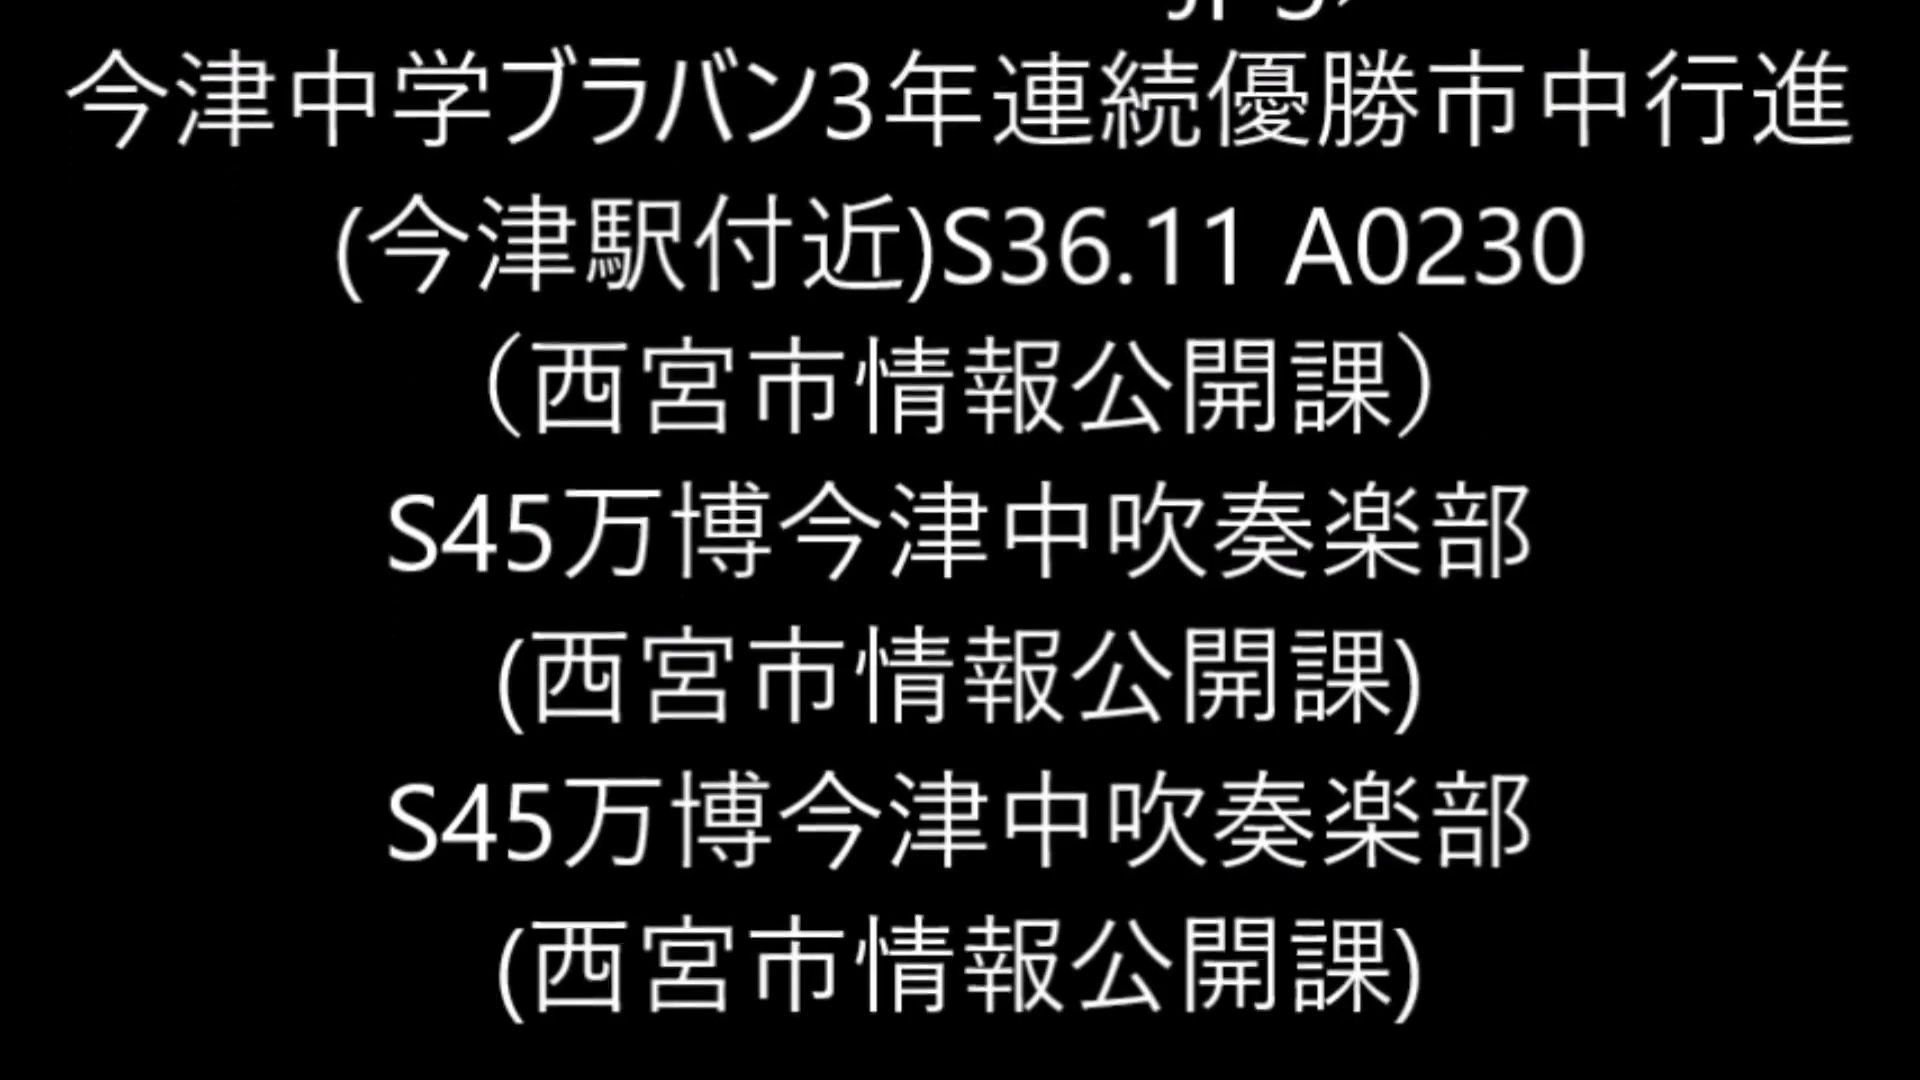 今津中学ブラバン3年連続優勝市中行進
(今津駅付近)S36.11 A0230
（西宮市情報公開課）
S45万博今津中吹奏楽部
(西宮市情報公開課)
S45万博今津中吹奏楽部
(西宮市情報公開課)